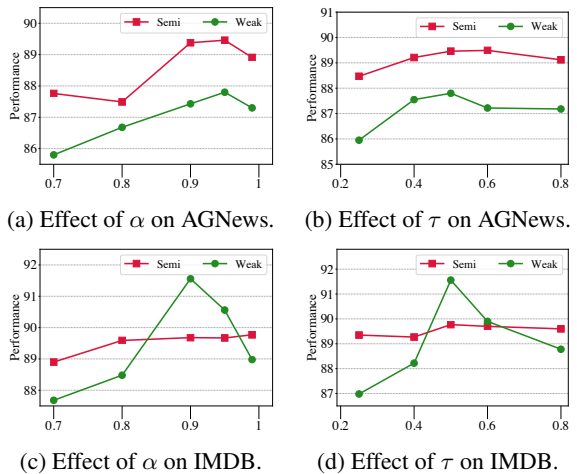 Semi Weak
Performance
90
89
88
87
86
0.7 0.8 0.9 1
(a) Effect of α on AGNews.
Semi Weak
Performance
91
90
89
88
87
86
85
0.2 0.4 0.6 0.8
(b) Effect of τ on AGNews.
Semi Weak
Performance
92
91
90
89
88
0.7 0.8 0.9 1
(c) Effect of α on IMDB.
Semi Weak
Performance
92
91
90
89
88
87
0.2 0.4 0.6 0.8
(d) Effect of τ on IMDB.